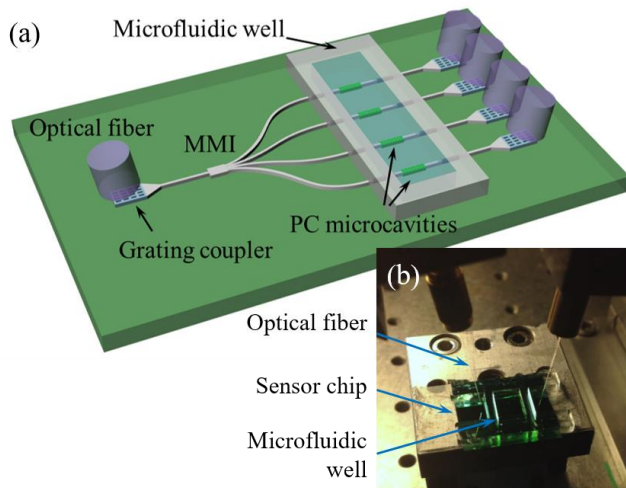 (a)
Microfluidic well
Optical fiber
MMI
Grating coupler
PC microcavities
(b)
Optical fiber
Sensor chip
Microfluidic
well